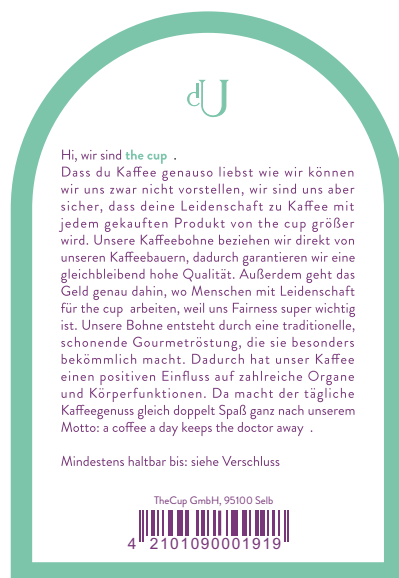 dU
Hi, wir sind the cup .
Dass du Kaffee genauso liebst wie wir können
wir uns zwar nicht vorstellen, wir sind uns aber
sicher, dass deine Leidenschaft zu Kaffee mit
jedem gekauften Produkt von the cup größer
wird. Unsere Kaffeebohne beziehen wir direkt von
unseren Kaffeebauern, dadurch garantieren wir eine
gleichbleibend hohe Qualität. Außerdem geht das
Geld genau dahin, wo Menschen mit Leidenschaft
für the cup arbeiten, weil uns Fairness super wichtig
ist. Unsere Bohne entsteht durch eine traditionelle,
schonende Gourmetröstung, die sie besonders
bekömmlich macht. Dadurch hat unser Kaffee
einen positiven Einfluss auf zahlreiche Organe
und Körperfunktionen. Da macht der tägliche
Kaffeegenuss gleich doppelt Spaß ganz nach unserem
Motto: a coffee a day keeps the doctor away .
Mindestens haltbar bis: siehe Verschluss
TheCup GmbH, 95100 Selb
4 2101090001919